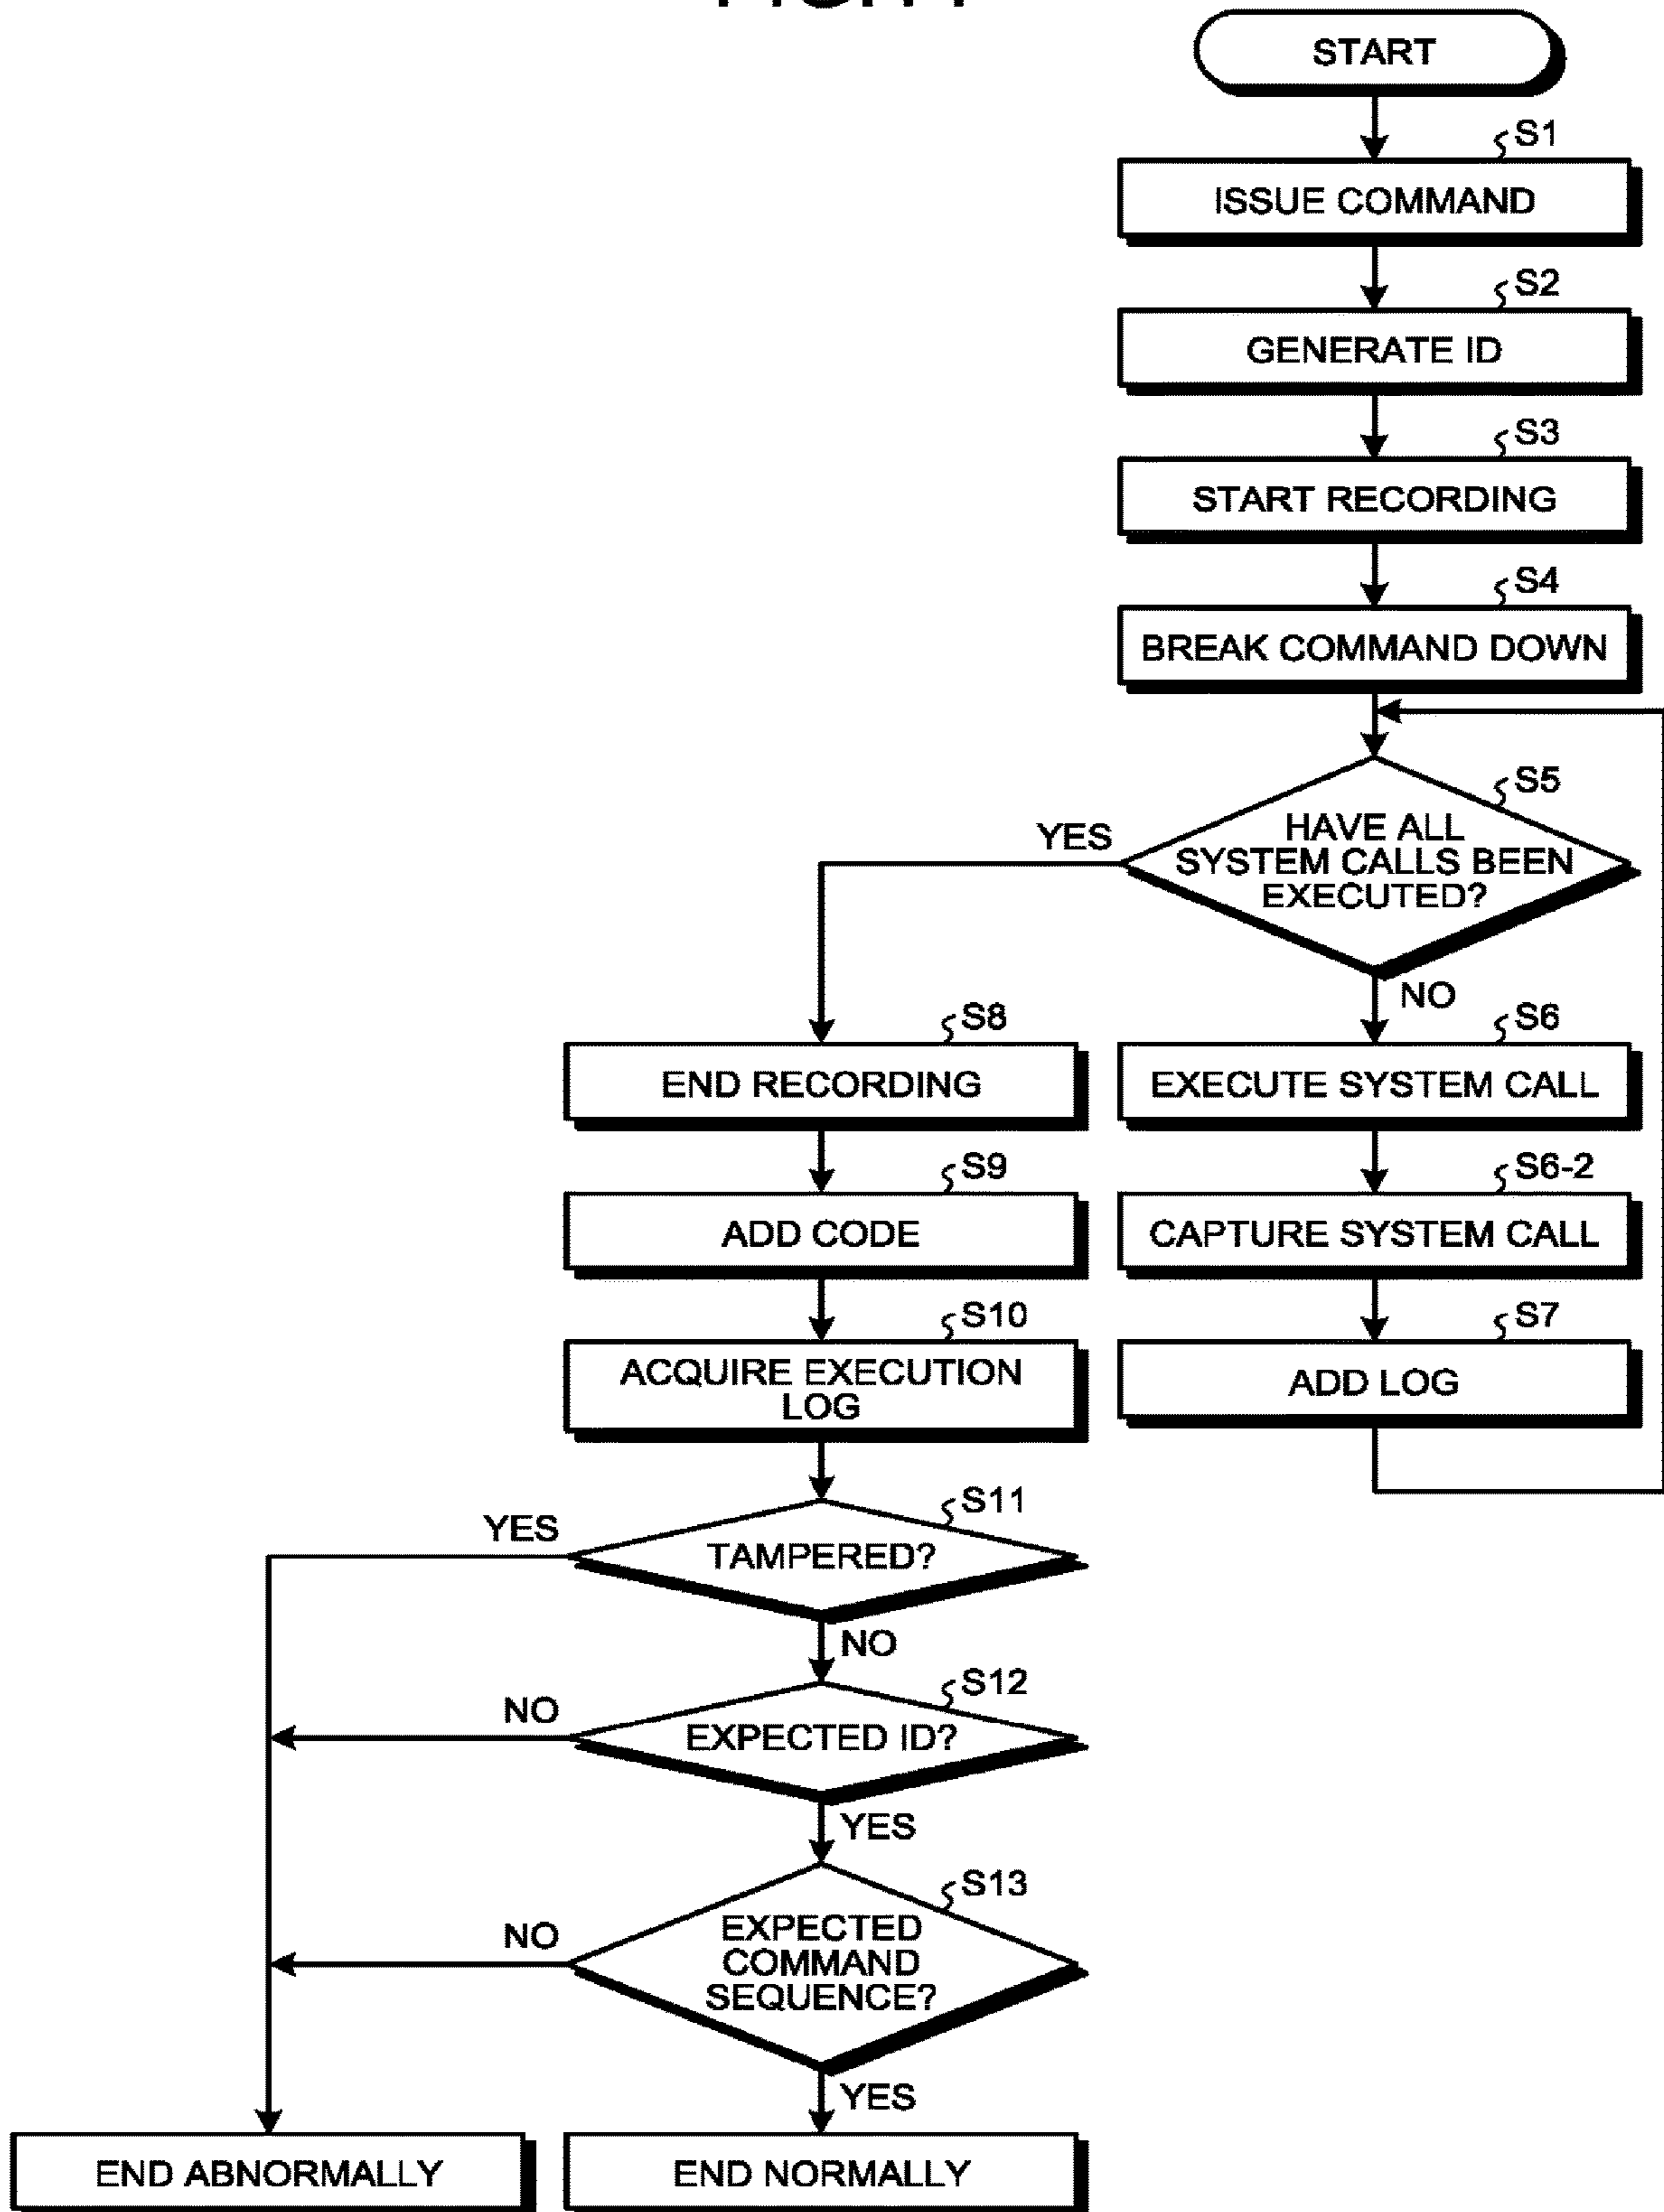 START
S1
ISSUE COMMAND
S2
GENERATE ID
S3
START RECORDING
S4
BREAK COMMAND DOWN
S5
HAVE ALL
SYSTEM CALLS BEEN
EXECUTED?
YES
NO
S8
END RECORDING
S6
EXECUTE SYSTEM CALL
S9
ADD CODE
S6-2
CAPTURE SYSTEM CALL
S10
ACQUIRE EXECUTION
LOG
S7
ADD LOG
S11
TAMPERED?
YES
NO
S12
EXPECTED ID?
NO
YES
S13
EXPECTED
COMMAND
SEQUENCE?
NO
YES
END ABNORMALLY
END NORMALLY